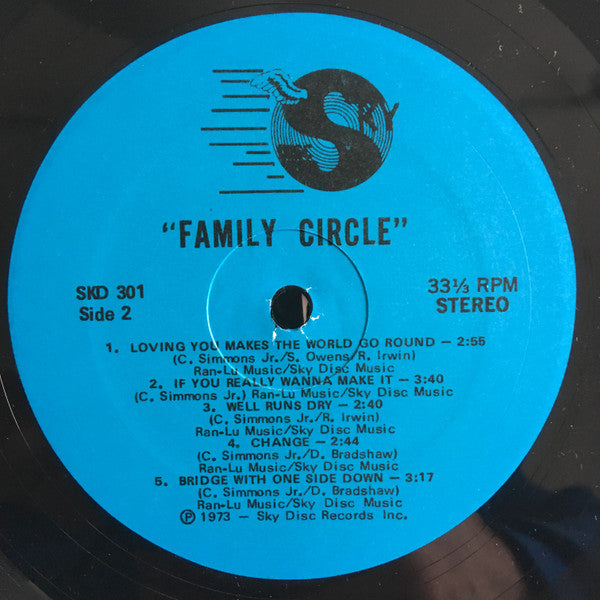 SKY
"FAMILY CIRCLE"
SKD 301
Side 2
33⅓ RPM
STEREO
1. LOVING YOU MAKES THE WORLD GO ROUND — 2:55
(C. Simmons Jr./S. Owens/R. Irwin)
Ran-Lu Music/Sky Disc Music
2. IF YOU REALLY WANNA MAKE IT — 3:40
(C. Simmons Jr.) Ran-Lu Music/Sky Disc Music
3. WELL RUNS DRY — 2:40
(C. Simmons Jr./R. Irwin)
Ran-Lu Music/Sky Disc Music
4. CHANGE — 2:44
(C. Simmons Jr./D. Bradshaw)
Ran-Lu Music/Sky Disc Music
5. BRIDGE WITH ONE SIDE DOWN — 3:17
(C. Simmons Jr./D. Bradshaw)
Ran-Lu Music/Sky Disc Music
℗ 1973 — Sky Disc Records Inc.